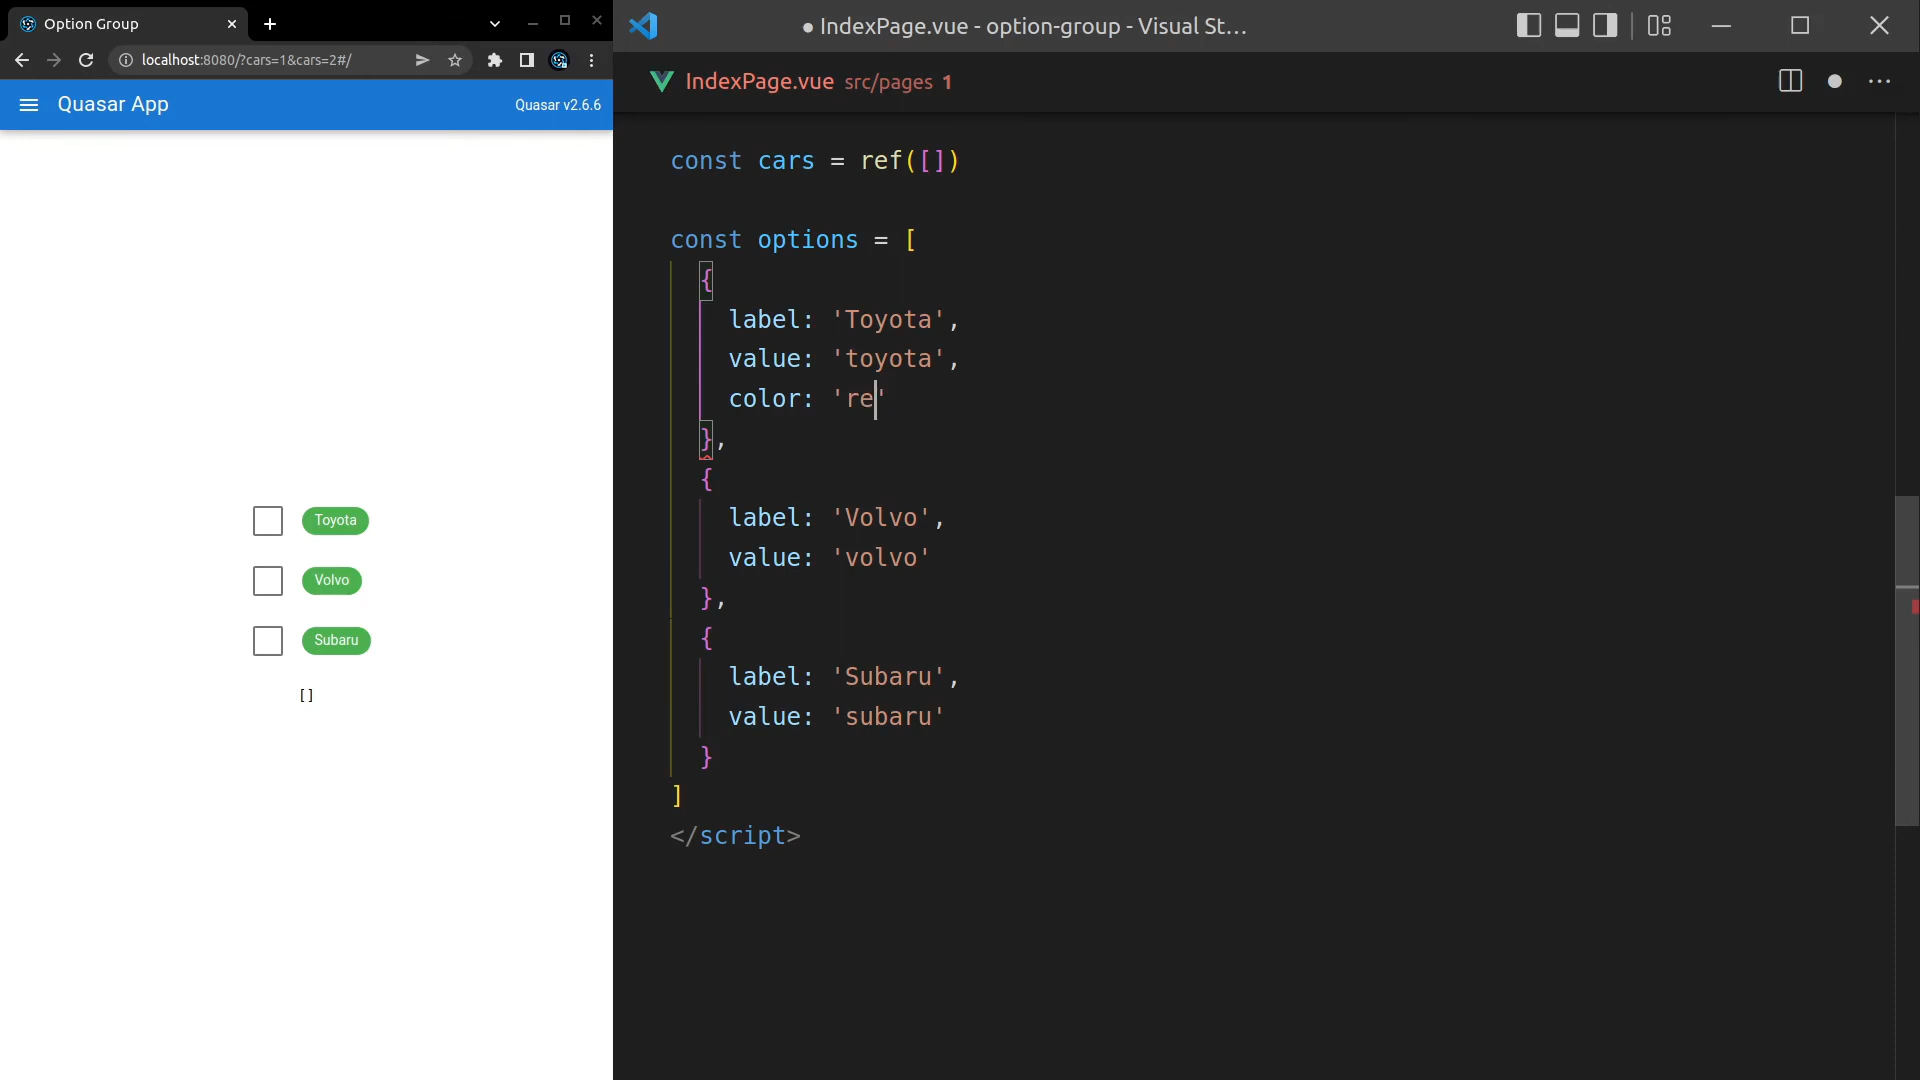 Option Group
localhost:8080/?cars=1&cars=2#/
Quasar App
Quasar v2.6.6
Toyota
Volvo
Subaru
[]
● IndexPage.vue - option-group - Visual St...
IndexPage.vue src/pages 1
const cars = ref([])
const options = [
{
label: 'Toyota',
value: 'toyota',
color: 're'
},
{
label: 'Volvo',
value: 'volvo'
},
{
label: 'Subaru',
value: 'subaru'
}
]
</script>